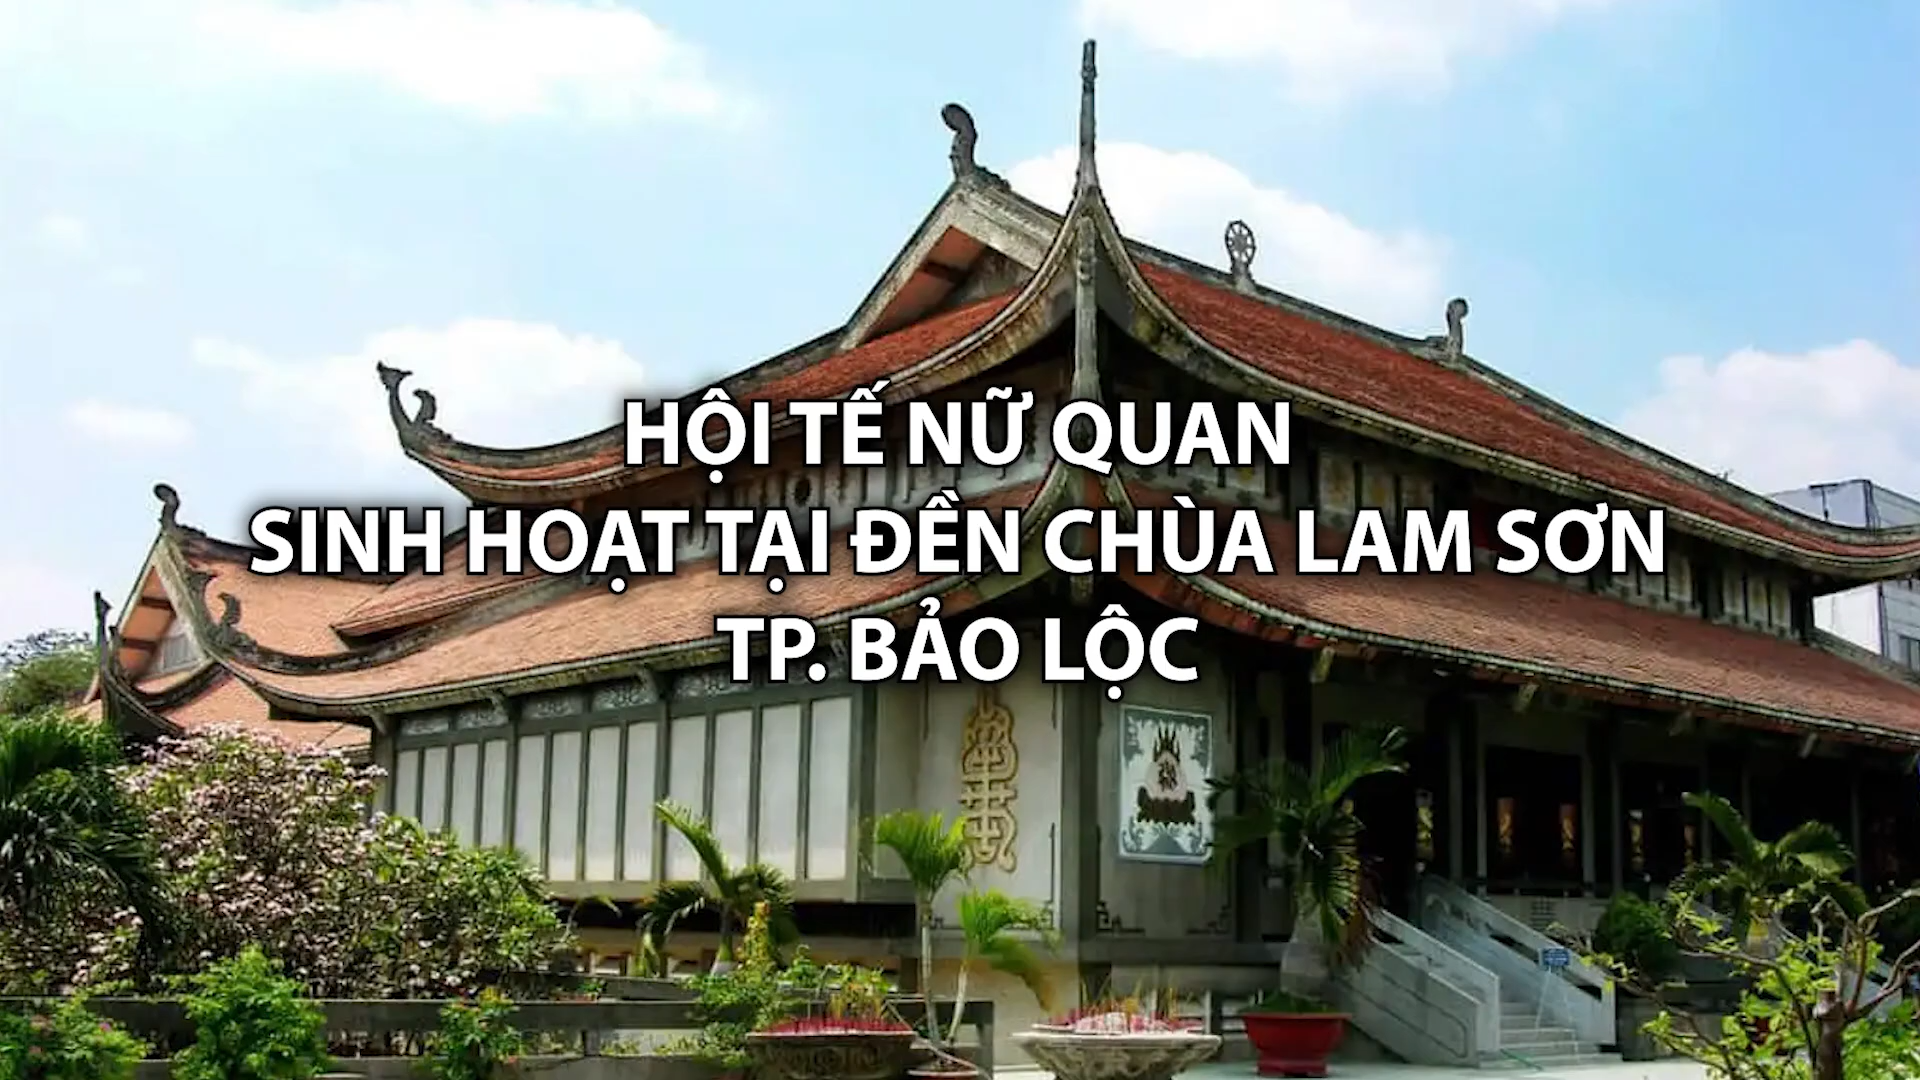 HỘI TẾ NỮ QUAN
SINH HOẠT TẠI ĐỀN CHÙA LAM SƠN
TP. BẢO LỘC